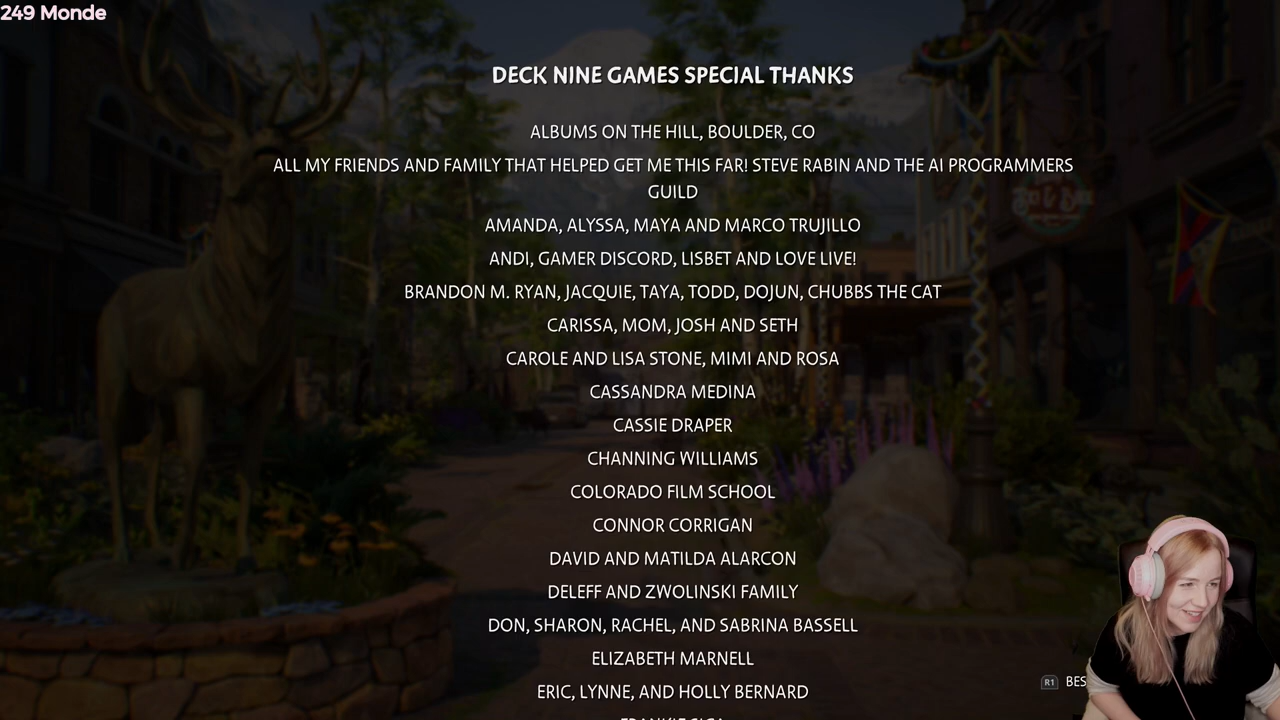 249 Monde
DECK NINE GAMES SPECIAL THANKS
ALBUMS ON THE HILL, BOULDER, CO
ALL MY FRIENDS AND FAMILY THAT HELPED GET ME THIS FAR! STEVE RABIN AND THE AI PROGRAMMERS
GUILD
AMANDA, ALYSSA, MAYA AND MARCO TRUJILLO
ANDI, GAMER DISCORD, LISBET AND LOVE LIVE!
BRANDON M. RYAN, JACQUIE, TAYA, TODD, DOJUN, CHUBBS THE CAT
CARISSA, MOM, JOSH AND SETH
CAROLE AND LISA STONE, MIMI AND ROSA
CASSANDRA MEDINA
CASSIE DRAPER
CHANNING WILLIAMS
COLORADO FILM SCHOOL
CONNOR CORRIGAN
DAVID AND MATILDA ALARCON
DELEFF AND ZWOLINSKI FAMILY
DON, SHARON, RACHEL, AND SABRINA BASSELL
ELIZABETH MARNELL
R1 BES
ERIC, LYNNE, AND HOLLY BERNARD